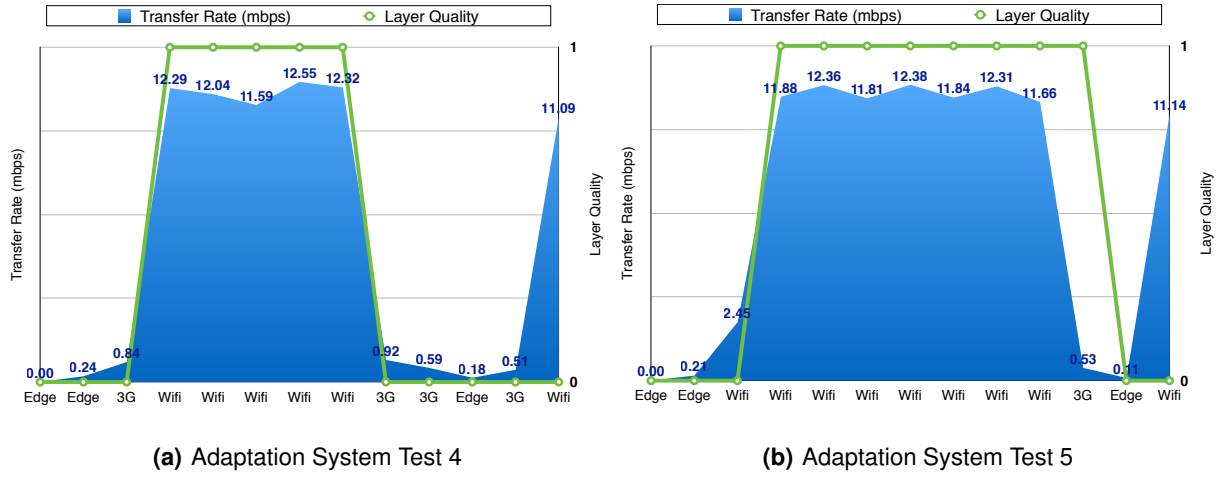 Transfer Rate (mbps) Layer Quality
1
12.29 12.04 11.59 12.55 12.32 11.09
0.00 0.24 0.84 0.92 0.59 0.18 0.51
0
Edge Edge 3G Wifi Wifi Wifi Wifi Wifi 3G 3G Edge 3G Wifi
Transfer Rate (mbps)
Layer Quality
(a) Adaptation System Test 4
Transfer Rate (mbps) Layer Quality
1
11.88 12.36 11.81 12.38 11.84 12.31 11.66 11.14
0.00 0.21 2.45 0.53 0.11
0
Edge Edge Wifi Wifi Wifi Wifi Wifi Wifi Wifi Wifi 3G Edge Wifi
Transfer Rate (mbps)
Layer Quality
(b) Adaptation System Test 5